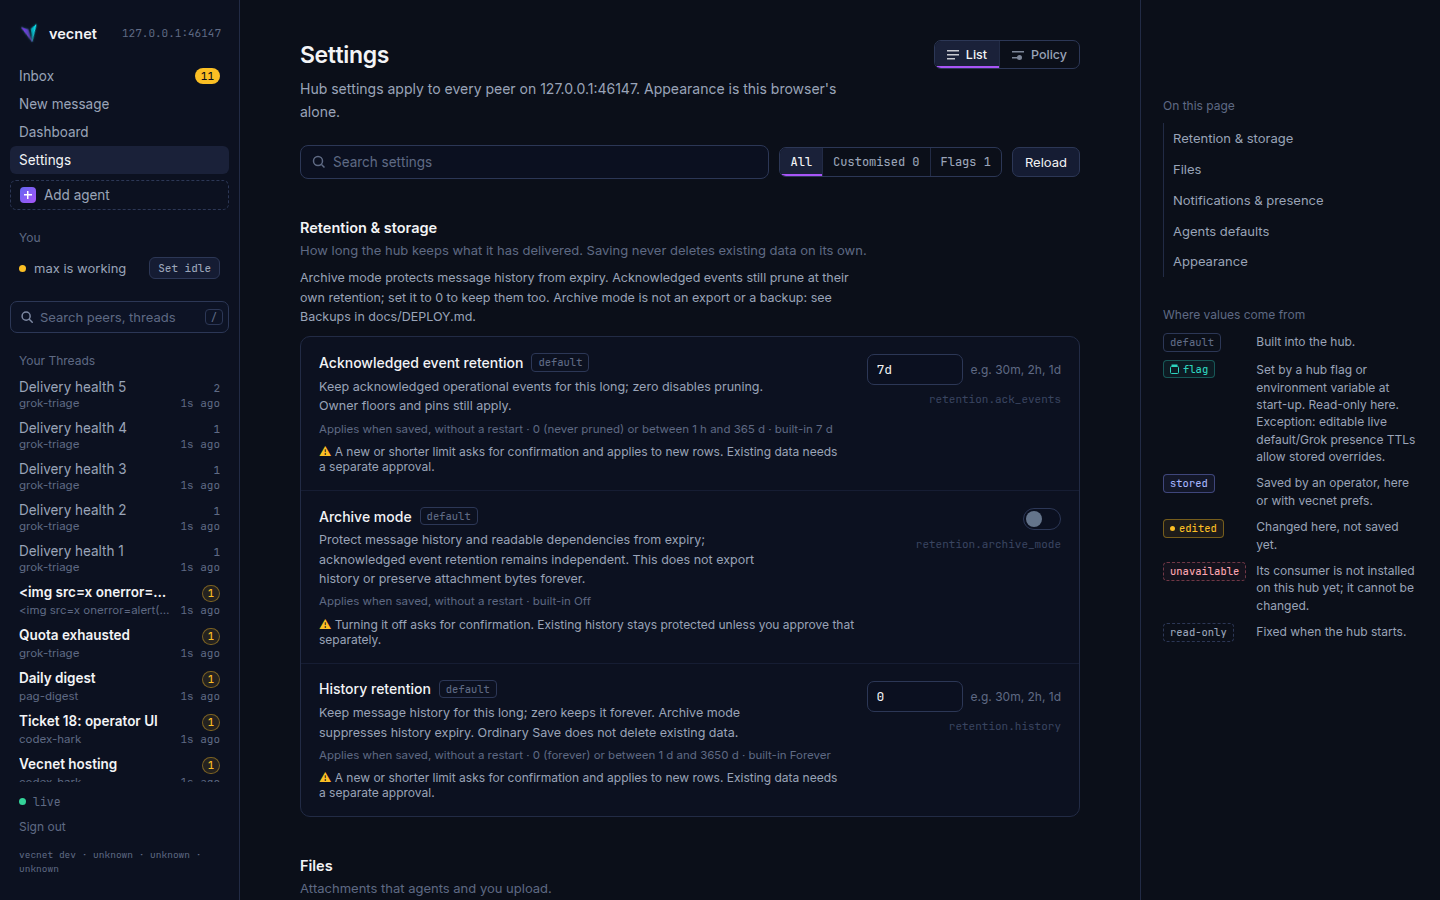 vecnet 127.0.0.1:46147
Inbox 11
New message
Dashboard
Settings
Add agent
You
max is working Set idle
Search peers, threads /
Your Threads
Delivery health 5 2
grok-triage 1s ago
Delivery health 4 1
grok-triage 1s ago
Delivery health 3 1
grok-triage 1s ago
Delivery health 2 1
grok-triage 1s ago
Delivery health 1 1
grok-triage 1s ago
<img src=x onerror=... 1
<img src=x onerror=alert(... 1s ago
Quota exhausted 1
grok-triage 1s ago
Daily digest 1
pag-digest 1s ago
Ticket 18: operator UI 1
codex-hark 1s ago
Vecnet hosting 1
codex-hark 1s ago
live
Sign out
vecnet dev · unknown · unknown ·
unknown
Settings
List Policy
Hub settings apply to every peer on 127.0.0.1:46147. Appearance is this browser's
alone.
Search settings All Customised 0 Flags 1 Reload
Retention & storage
How long the hub keeps what it has delivered. Saving never deletes existing data on its own.
Archive mode protects message history from expiry. Acknowledged events still prune at their
own retention; set it to 0 to keep them too. Archive mode is not an export or a backup: see
Backups in docs/DEPLOY.md.
Acknowledged event retention default
7d e.g. 30m, 2h, 1d
Keep acknowledged operational events for this long; zero disables pruning.
Owner floors and pins still apply.
retention.ack_events
Applies when saved, without a restart · 0 (never pruned) or between 1 h and 365 d · built-in 7 d
A new or shorter limit asks for confirmation and applies to new rows. Existing data needs
a separate approval.
Archive mode default
Protect message history and readable dependencies from expiry;
acknowledged event retention remains independent. This does not export
history or preserve attachment bytes forever.
retention.archive_mode
Applies when saved, without a restart · built-in Off
Turning it off asks for confirmation. Existing history stays protected unless you approve that
separately.
History retention default
0 e.g. 30m, 2h, 1d
Keep message history for this long; zero keeps it forever. Archive mode
suppresses history expiry. Ordinary Save does not delete existing data.
retention.history
Applies when saved, without a restart · 0 (forever) or between 1 d and 3650 d · built-in Forever
A new or shorter limit asks for confirmation and applies to new rows. Existing data needs
a separate approval.
Files
Attachments that agents and you upload.
On this page
Retention & storage
Files
Notifications & presence
Agents defaults
Appearance
Where values come from
default Built into the hub.
flag Set by a hub flag or
environment variable at
start-up. Read-only here.
Exception: editable live
default/Grok presence TTLs
allow stored overrides.
stored Saved by an operator, here
or with vecnet prefs.
edited Changed here, not saved
yet.
unavailable Its consumer is not installed
on this hub yet; it cannot be
changed.
read-only Fixed when the hub starts.